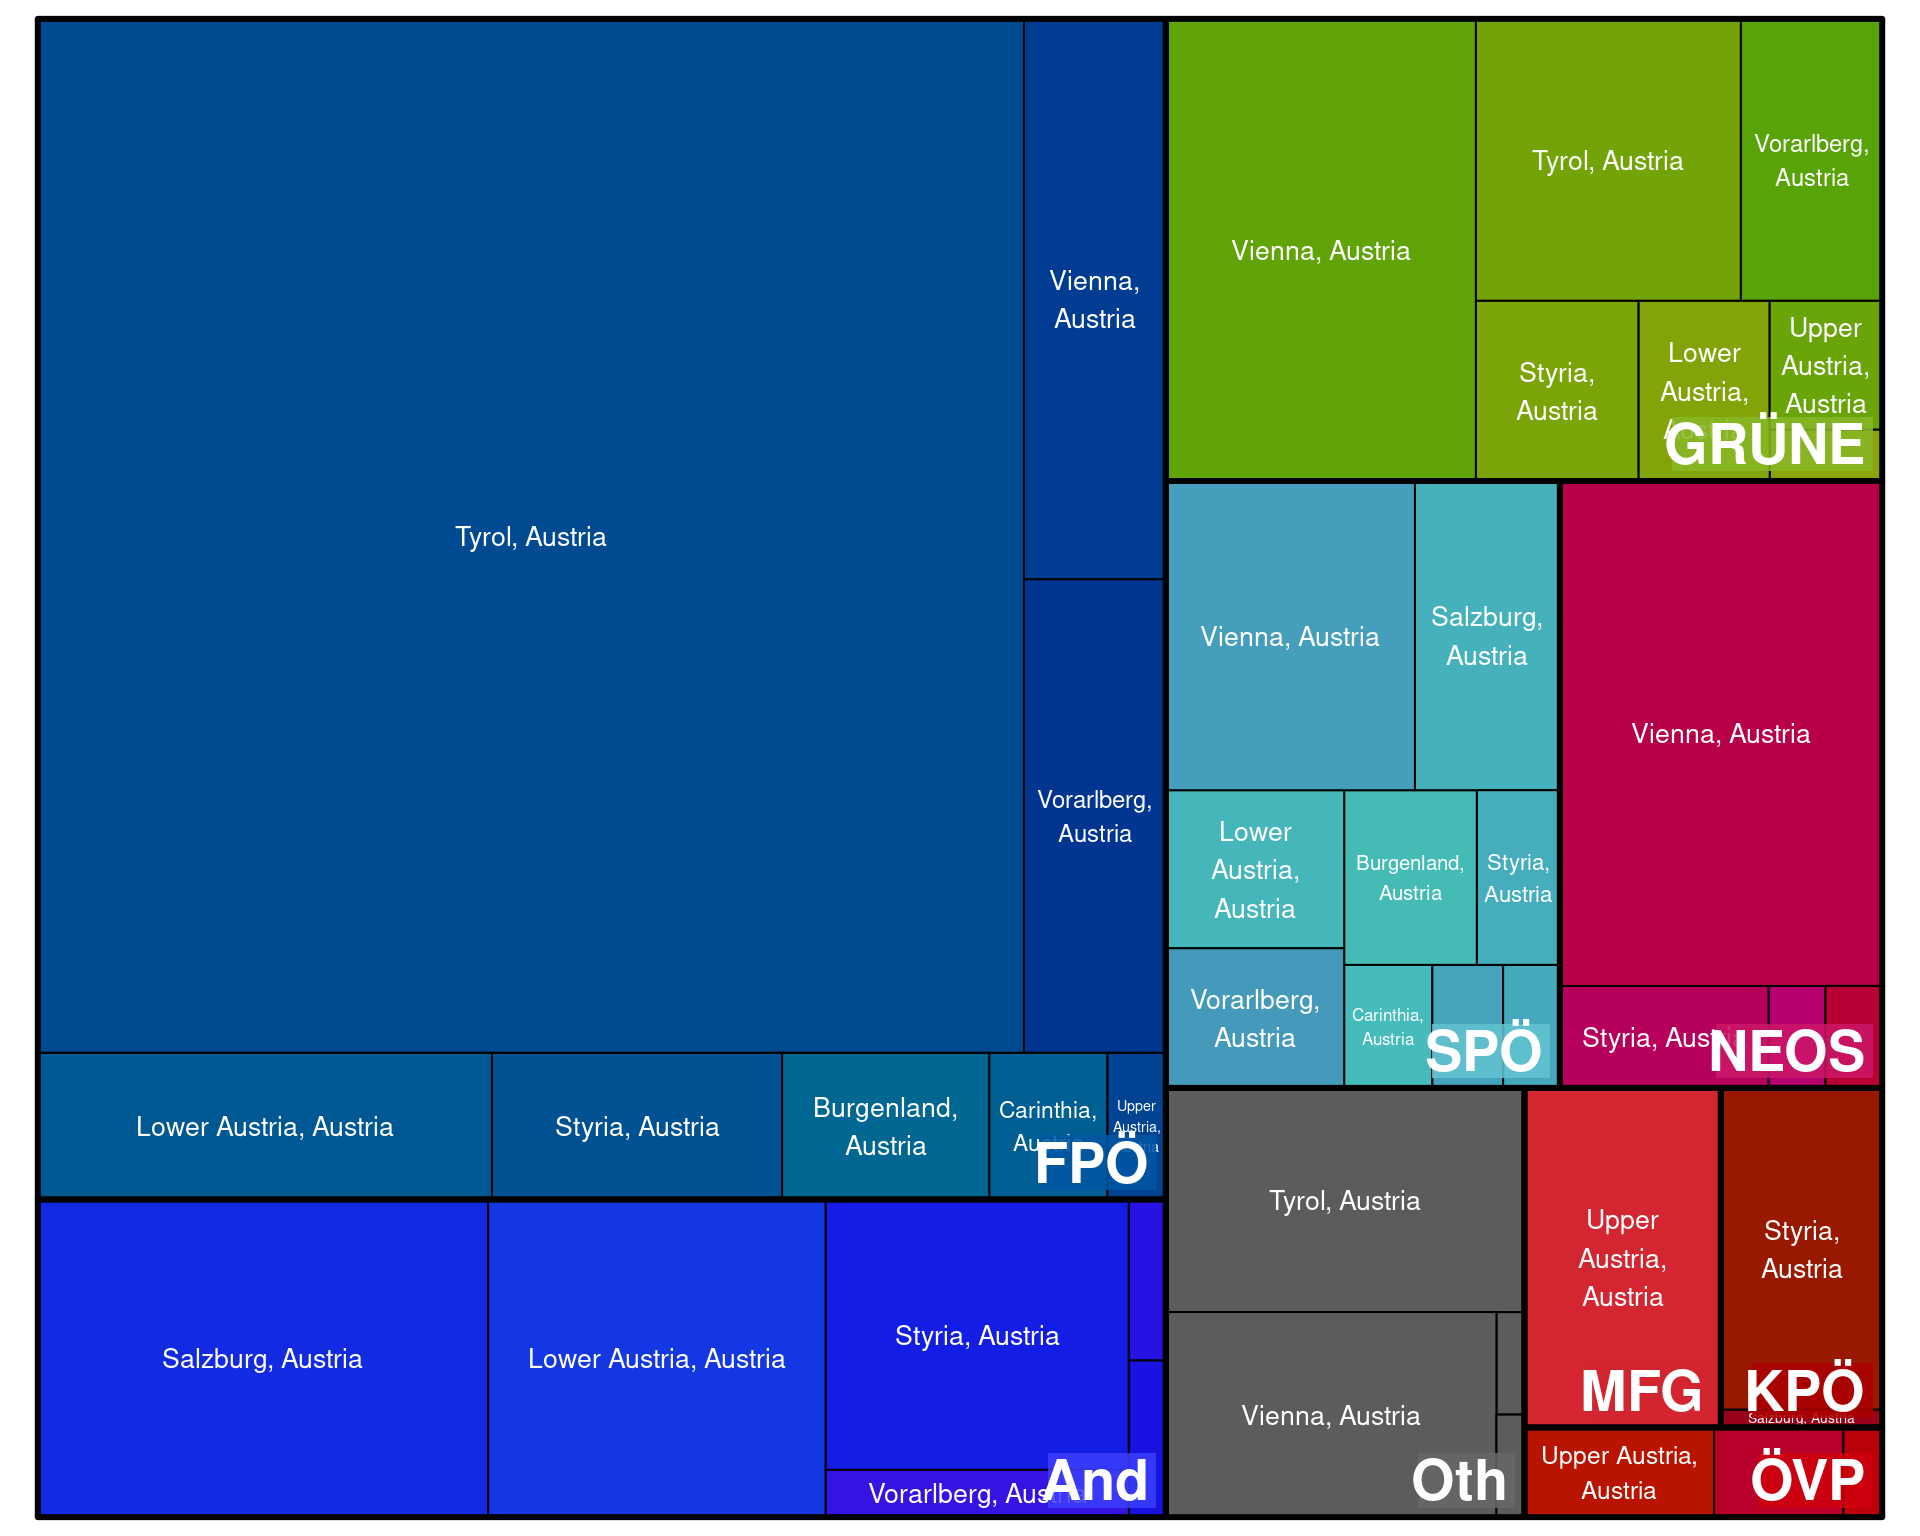 Tyrol, Austria
Vienna,
Austria
Vorarlberg,
Austria
Lower Austria, Austria
Styria, Austria
Burgenland,
Austria
Carinthia,
Upper
Austria,
FPÖ
Salzburg, Austria
Lower Austria, Austria
Styria, Austria
Vorarlberg, Austria
And
Vienna, Austria
Tyrol, Austria
Vorarlberg,
Austria
Styria,
Austria
Lower
Austria,
Upper
Austria,
Austria
GRÜNE
Vienna, Austria
Salzburg,
Austria
Lower
Austria,
Austria
Burgenland,
Austria
Styria,
Austria
Vorarlberg,
Austria
Carinthia,
Austria
SPÖ
Vienna, Austria
Styria, Austria
NEOS
Tyrol, Austria
Vienna, Austria
Oth
Upper
Austria,
Austria
MFG
Styria,
Austria
KPÖ
Salzburg, Austria
Upper Austria,
Austria
ÖVP